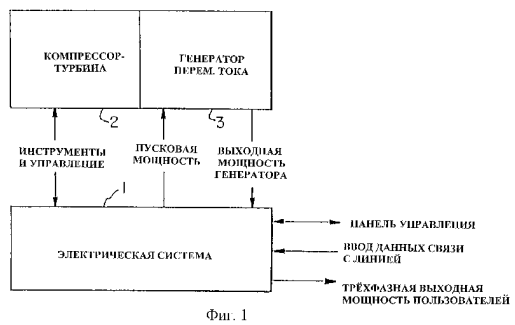 КОМПРЕССОР-
ТУРБИНА
ГЕНЕРАТОР
ПЕРЕМ. ТОКА
2
3
ИНСТРУМЕНТЫ
И УПРАВЛЕНИЕ
ПУСКОВАЯ
МОЩНОСТЬ
ВЫХОДНАЯ
МОЩНОСТЬ
ГЕНЕРАТОРА
1
ЭЛЕКТРИЧЕСКАЯ СИСТЕМА
ПАНЕЛЬ УПРАВЛЕНИЯ
ВВОД ДАННЫХ СВЯЗИ
С ЛИНИЕЙ
ТРЁХФАЗНАЯ ВЫХОДНАЯ
МОЩНОСТЬ ПОЛЬЗОВАТЕЛЕЙ
Фиг. 1